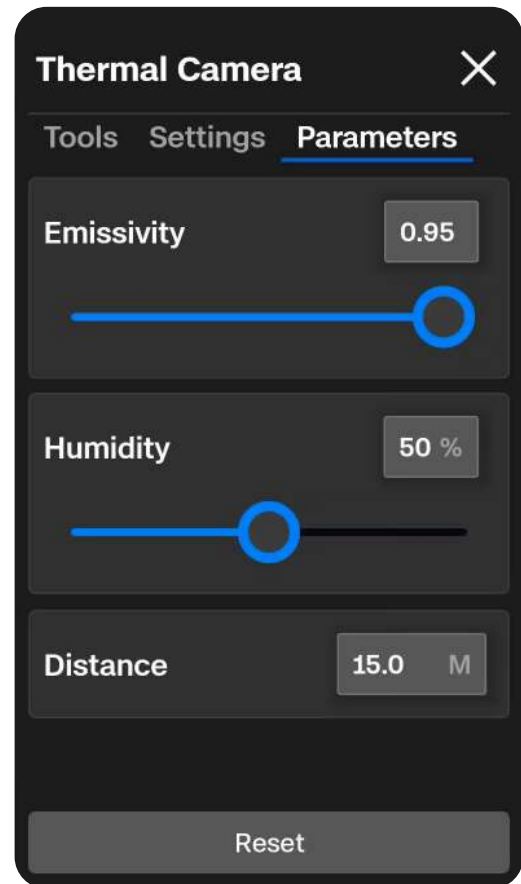 Thermal Camera
Tools Settings Parameters
Emissivity 0.95
Humidity 50 %
Distance 15.0 M
Reset